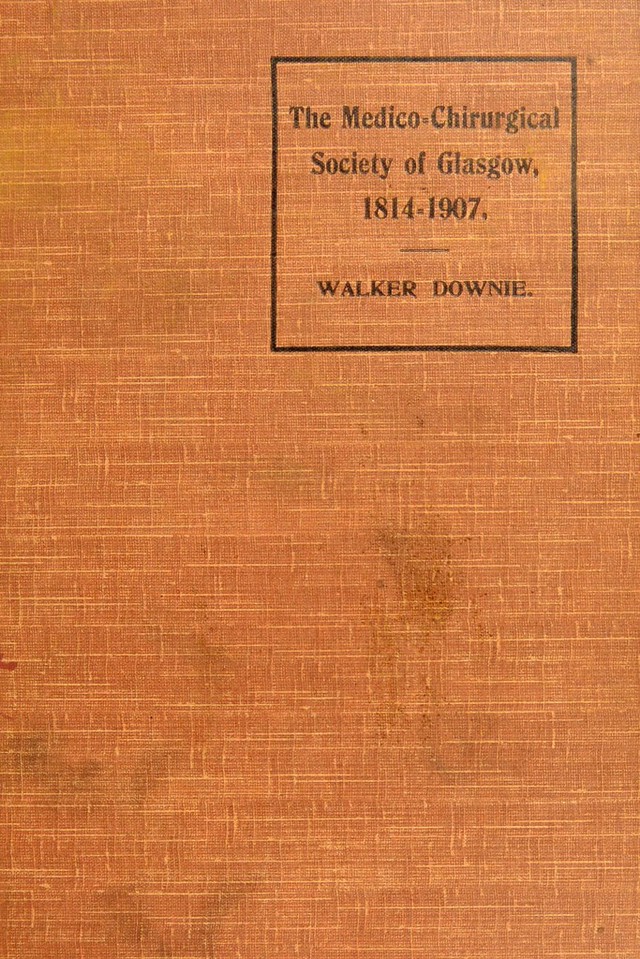 The Medico-Chirurgical
Society of Glasgow,
1814-1907.
WALKER DOWNIE.